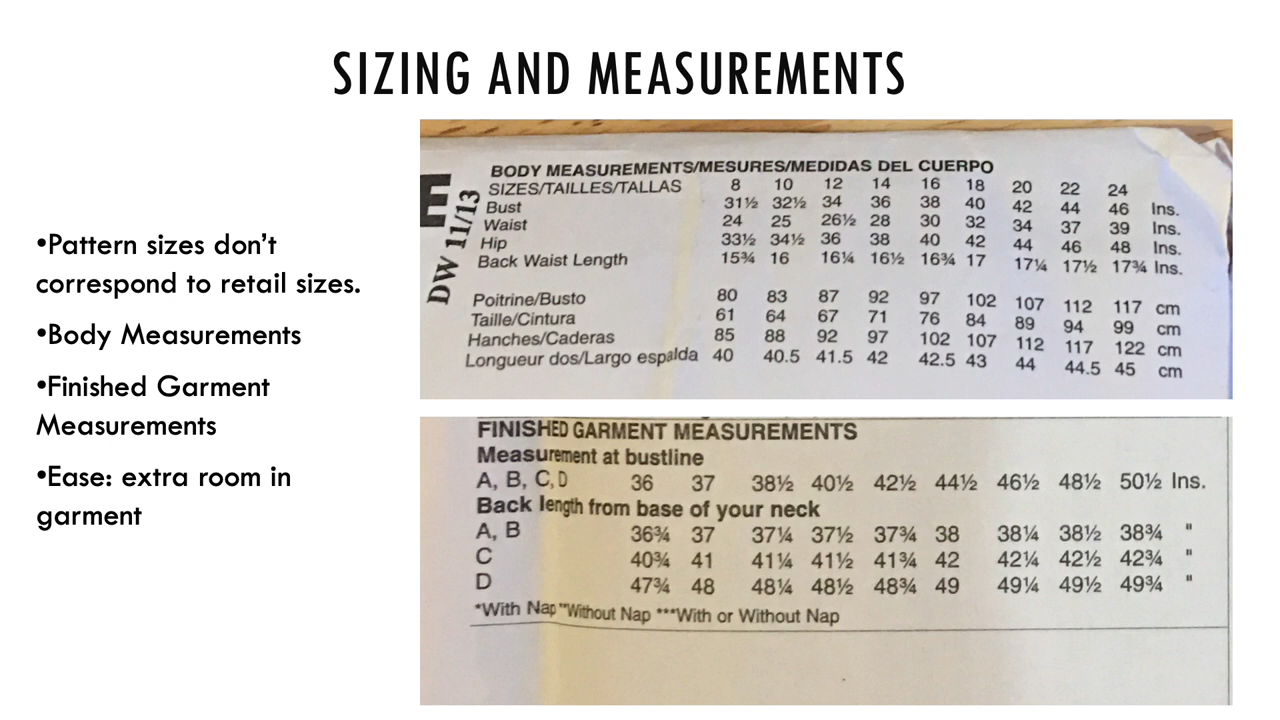 SIZING AND MEASUREMENTS
•Pattern sizes don’t
correspond to retail sizes.
•Body Measurements
•Finished Garment
Measurements
•Ease: extra room in
garment
E
DW 11/13
BODY MEASUREMENTS/MESURES/MEDIDAS DEL CUERPO
SIZES/TAILLES/TALLAS 8 10 12 14 16 18 20 22 24
Bust 31½ 32½ 34 36 38 40 42 44 46 Ins.
Waist 24 25 26½ 28 30 32 34 37 39 Ins.
Hip 33½ 34½ 36 38 40 42 44 46 48 Ins.
Back Waist Length 15¾ 16 16¼ 16½ 16¾ 17 17¼ 17½ 17¾ Ins.
Poitrine/Busto 80 83 87 92 97 102 107 112 117 cm
Taille/Cintura 61 64 67 71 76 84 89 94 99 cm
Hanches/Caderas 85 88 92 97 102 107 112 117 122 cm
Longueur dos/Largo espalda 40 40.5 41.5 42 42.5 43 44 44.5 45 cm
FINISHED GARMENT MEASUREMENTS
Measurement at bustline
A, B, C, D 36 37 38½ 40½ 42½ 44½ 46½ 48½ 50½ Ins.
Back length from base of your neck
A, B 36¾ 37 37¼ 37½ 37¾ 38 38¼ 38½ 38¾ "
C 40¾ 41 41¼ 41½ 41¾ 42 42¼ 42½ 42¾ "
D 47¾ 48 48¼ 48½ 48¾ 49 49¼ 49½ 49¾ "
*With Nap **Without Nap ***With or Without Nap